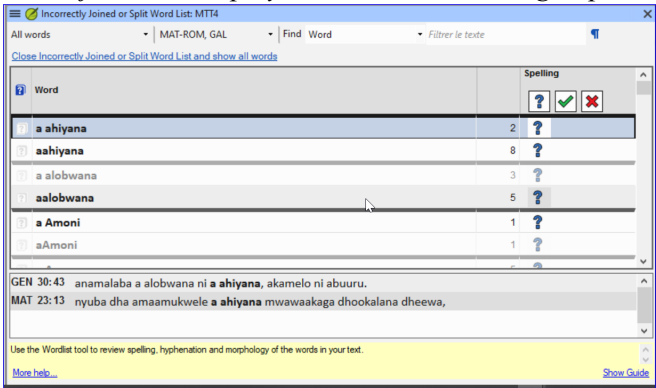 Incorrectly Joined or Split Word List: MTT4
All words MAT-ROM, GAL Find Word Filtrer le texte ¶
Close Incorrectly Joined or Split Word List and show all words
Spelling
Word
a ahiyana 2
aahiyana 8
a alobwana 3
aalobwana 5
a Amoni 1
aAmoni 1
GEN 30:43 anamalaba a alobwana ni a ahiyana, akamelo ni abuuru.
MAT 23:13 nyuba dha amaamukwele a ahiyana mwawaakaga dhookalana dheewa,
Use the Wordlist tool to review spelling, hyphenation and morphology of the words in your text.
More help... Show Guide